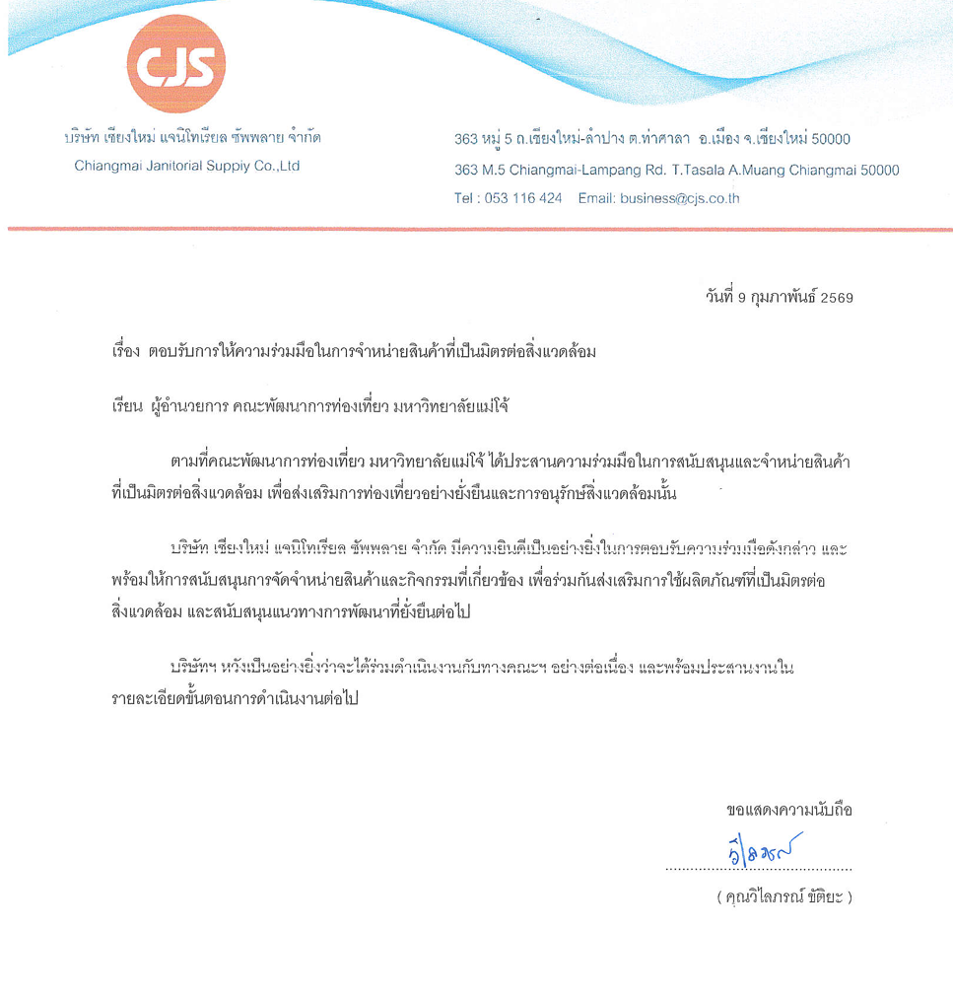 CJS
บริษัท เชียงใหม่ แจนิโทเรียล ซัพพลาย จำกัด
Chiangmai Janitorial Suppiy Co.,Ltd
363 หมู่ 5 ถ.เชียงใหม่-ลำปาง ต.ท่าศาลา อ.เมือง จ.เชียงใหม่ 50000
363 M.5 Chiangmai-Lampang Rd. T.Tasala A.Muang Chiangmai 50000
Tel : 053 116 424 Email: business@cjs.co.th
วันที่ 9 กุมภาพันธ์ 2569
เรื่อง ตอบรับการให้ความร่วมมือในการจำหน่ายสินค้าที่เป็นมิตรต่อสิ่งแวดล้อม
เรียน ผู้อำนวยการ คณะพัฒนาการท่องเที่ยว มหาวิทยาลัยแม่โจ้
ตามที่คณะพัฒนาการท่องเที่ยว มหาวิทยาลัยแม่โจ้ ได้ประสานความร่วมมือในการสนับสนุนและจำหน่ายสินค้า
ที่เป็นมิตรต่อสิ่งแวดล้อม เพื่อส่งเสริมการท่องเที่ยวอย่างยั่งยืนและการอนุรักษ์สิ่งแวดล้อมนั้น
บริษัท เชียงใหม่ แจนิโทเรียล ซัพพลาย จำกัด มีความยินดีเป็นอย่างยิ่งในการตอบรับความร่วมมือดังกล่าว และ
พร้อมให้การสนับสนุนการจัดจำหน่ายสินค้าและกิจกรรมที่เกี่ยวข้อง เพื่อร่วมกันส่งเสริมการใช้ผลิตภัณฑ์ที่เป็นมิตรต่อ
สิ่งแวดล้อม และสนับสนุนแนวทางการพัฒนาที่ยั่งยืนต่อไป
บริษัทฯ หวังเป็นอย่างยิ่งว่าจะได้ร่วมดำเนินงานกับทางคณะฯ อย่างต่อเนื่อง และพร้อมประสานงานใน
รายละเอียดขั้นตอนการดำเนินงานต่อไป
ขอแสดงความนับถือ
วิไลภรณ์
( คุณวิไลภรณ์ ขัติยะ )